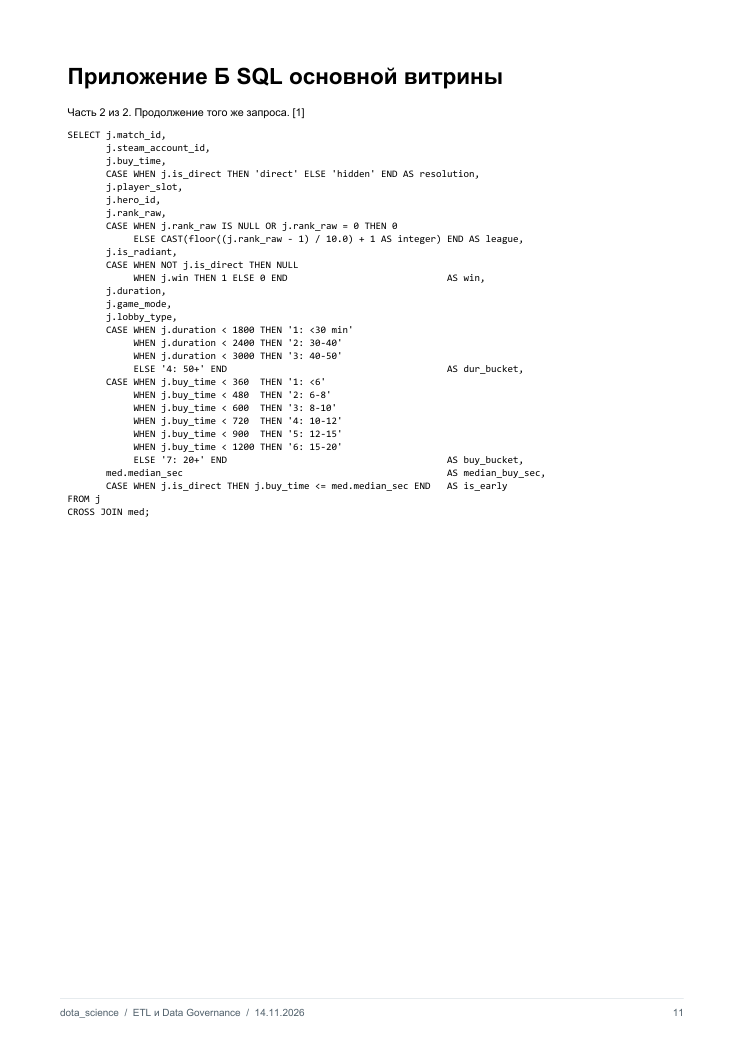 Приложение Б SQL основной витрины
Часть 2 из 2. Продолжение того же запроса. [1]
SELECT j.match_id,
       j.steam_account_id,
       j.buy_time,
       CASE WHEN j.is_direct THEN 'direct' ELSE 'hidden' END AS resolution,
       j.player_slot,
       j.hero_id,
       j.rank_raw,
       CASE WHEN j.rank_raw IS NULL OR j.rank_raw = 0 THEN 0
            ELSE CAST(floor((j.rank_raw - 1) / 10.0) + 1 AS integer) END AS league,
       j.is_radiant,
       CASE WHEN NOT j.is_direct THEN NULL
            WHEN j.win THEN 1 ELSE 0 END                             AS win,
       j.duration,
       j.game_mode,
       j.lobby_type,
       CASE WHEN j.duration < 1800 THEN '1: <30 min'
            WHEN j.duration < 2400 THEN '2: 30-40'
            WHEN j.duration < 3000 THEN '3: 40-50'
            ELSE '4: 50+' END                                        AS dur_bucket,
       CASE WHEN j.buy_time < 360  THEN '1: <6'
            WHEN j.buy_time < 480  THEN '2: 6-8'
            WHEN j.buy_time < 600  THEN '3: 8-10'
            WHEN j.buy_time < 720  THEN '4: 10-12'
            WHEN j.buy_time < 900  THEN '5: 12-15'
            WHEN j.buy_time < 1200 THEN '6: 15-20'
            ELSE '7: 20+' END                                        AS buy_bucket,
       med.median_sec                                                AS median_buy_sec,
       CASE WHEN j.is_direct THEN j.buy_time <= med.median_sec END   AS is_early
FROM j
CROSS JOIN med;
dota_science / ETL и Data Governance / 14.11.2026 11